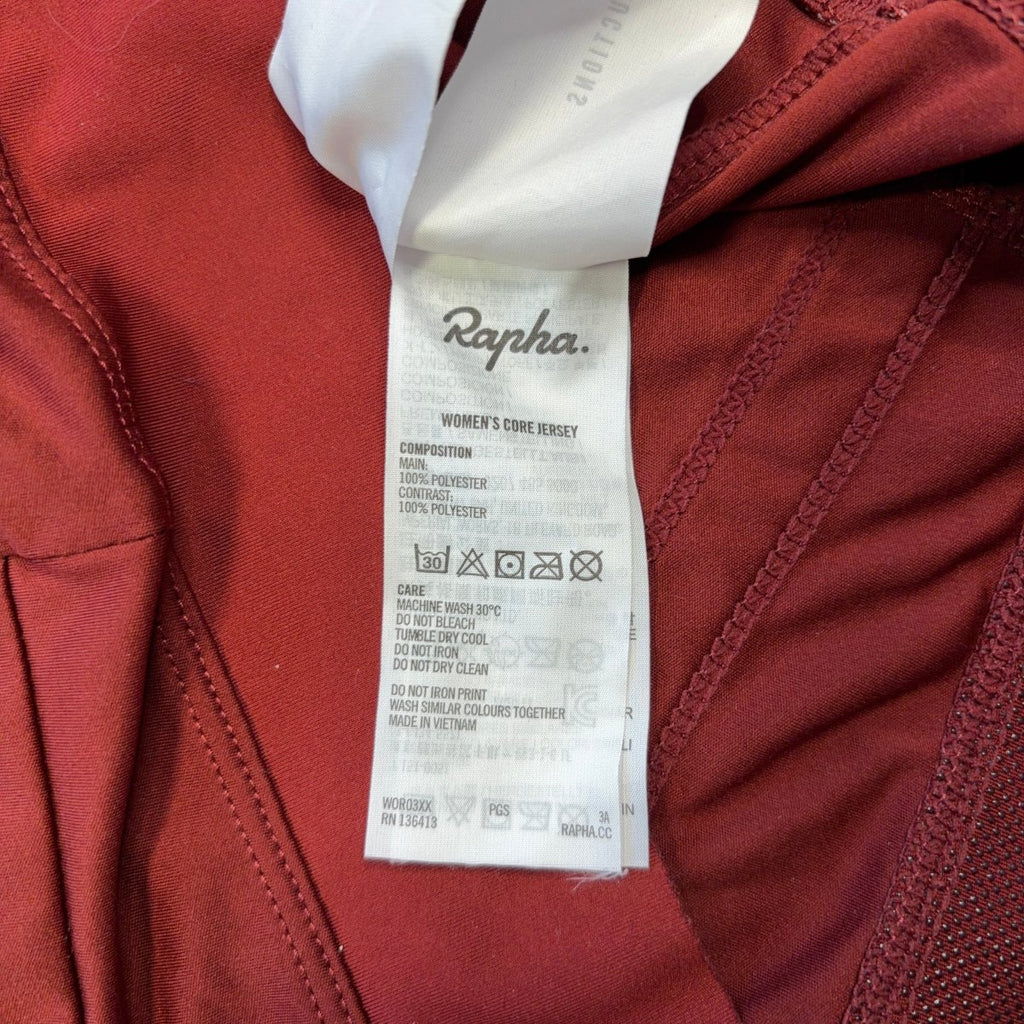 UCTIONS
Rapha.
WOMEN'S CORE JERSEY
COMPOSITION
MAIN:
100% POLYESTER
CONTRAST:
100% POLYESTER
30
CARE
MACHINE WASH 30°C
DO NOT BLEACH
TUMBLE DRY COOL
DO NOT IRON
DO NOT DRY CLEAN
DO NOT IRON PRINT
WASH SIMILAR COLOURS TOGETHER
MADE IN VIETNAM
WOR03XX PGS 3A
RN 136413 RAPHA.CC